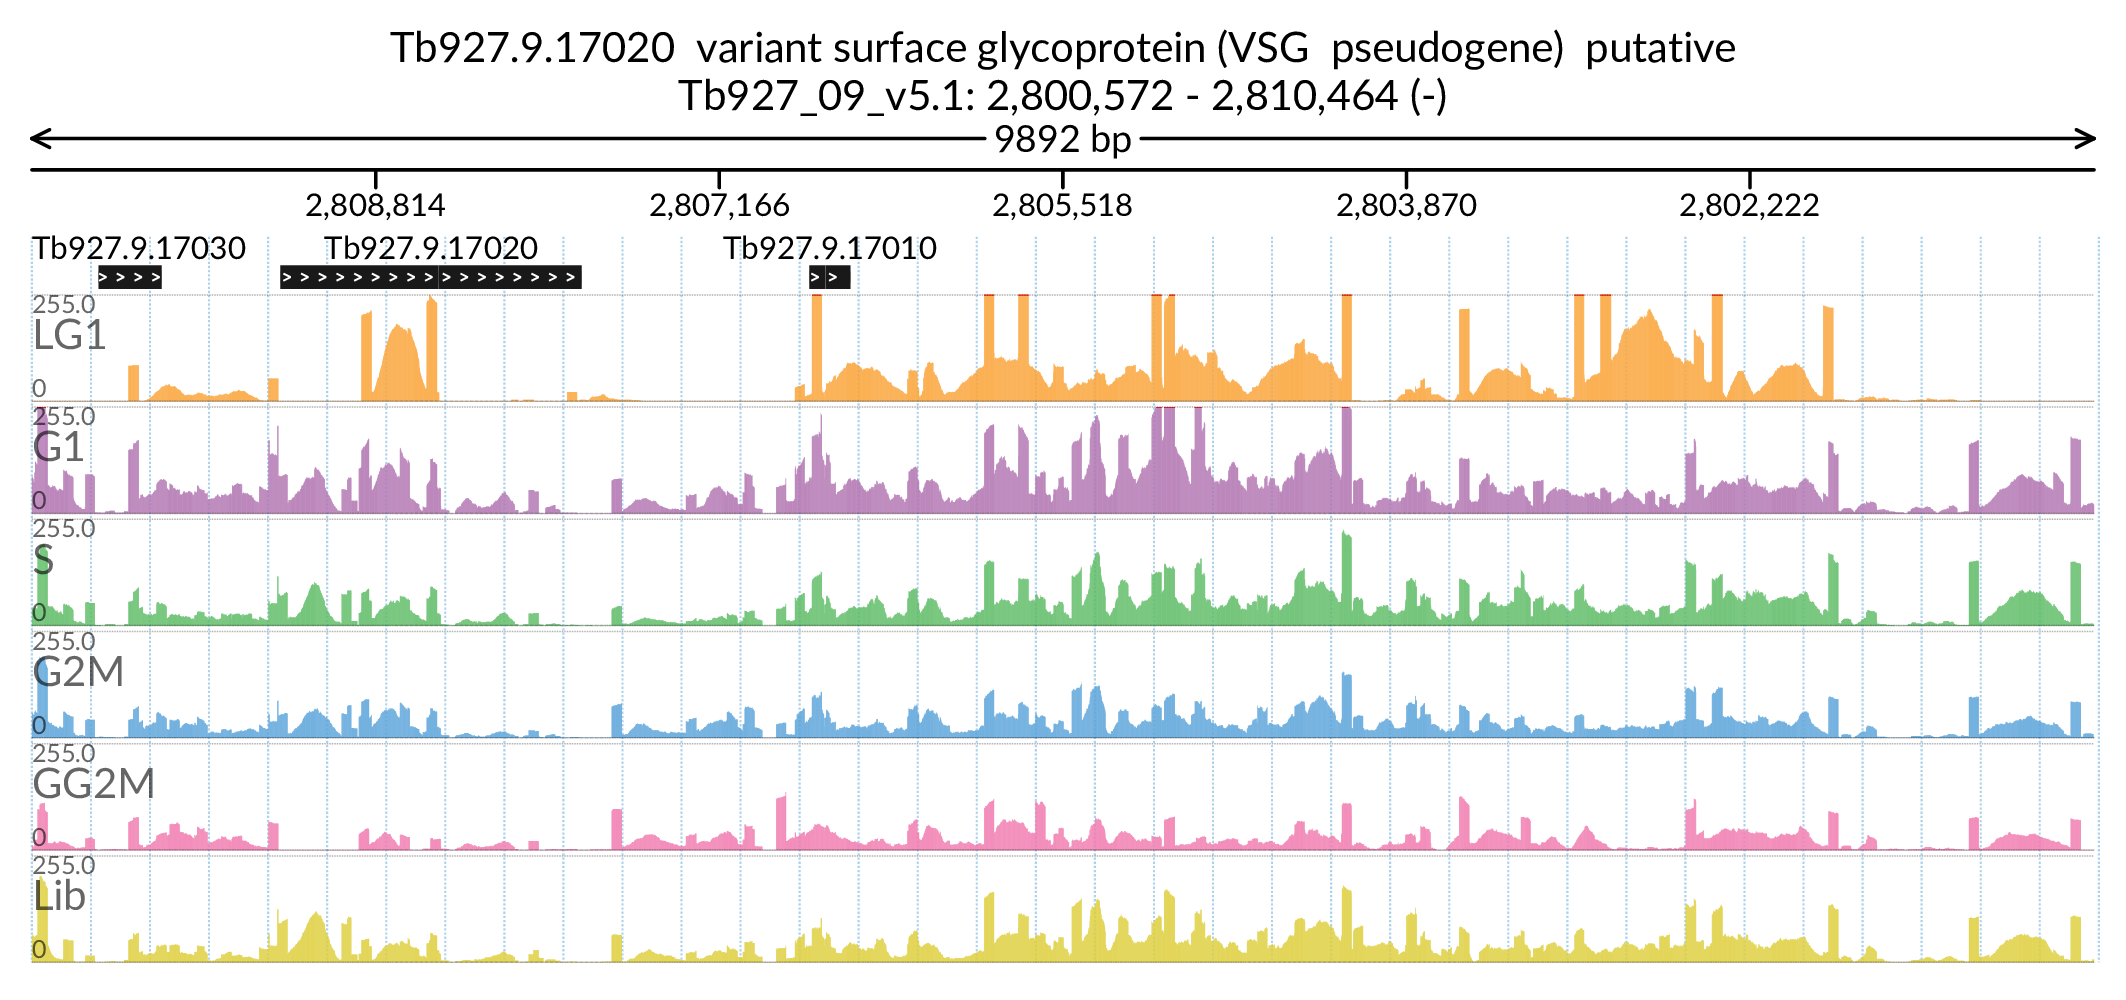 Tb927.9.17020 variant surface glycoprotein (VSG pseudogene) putative
Tb927_09_v5.1: 2,800,572 - 2,810,464 (-)
9892 bp
2,808,814 2,807,166 2,805,518 2,803,870 2,802,222
Tb927.9.17030 Tb927.9.17020 Tb927.9.17010
255.0
LG1
0
255.0
G1
0
255.0
S
0
255.0
G2M
0
255.0
GG2M
0
255.0
Lib
0